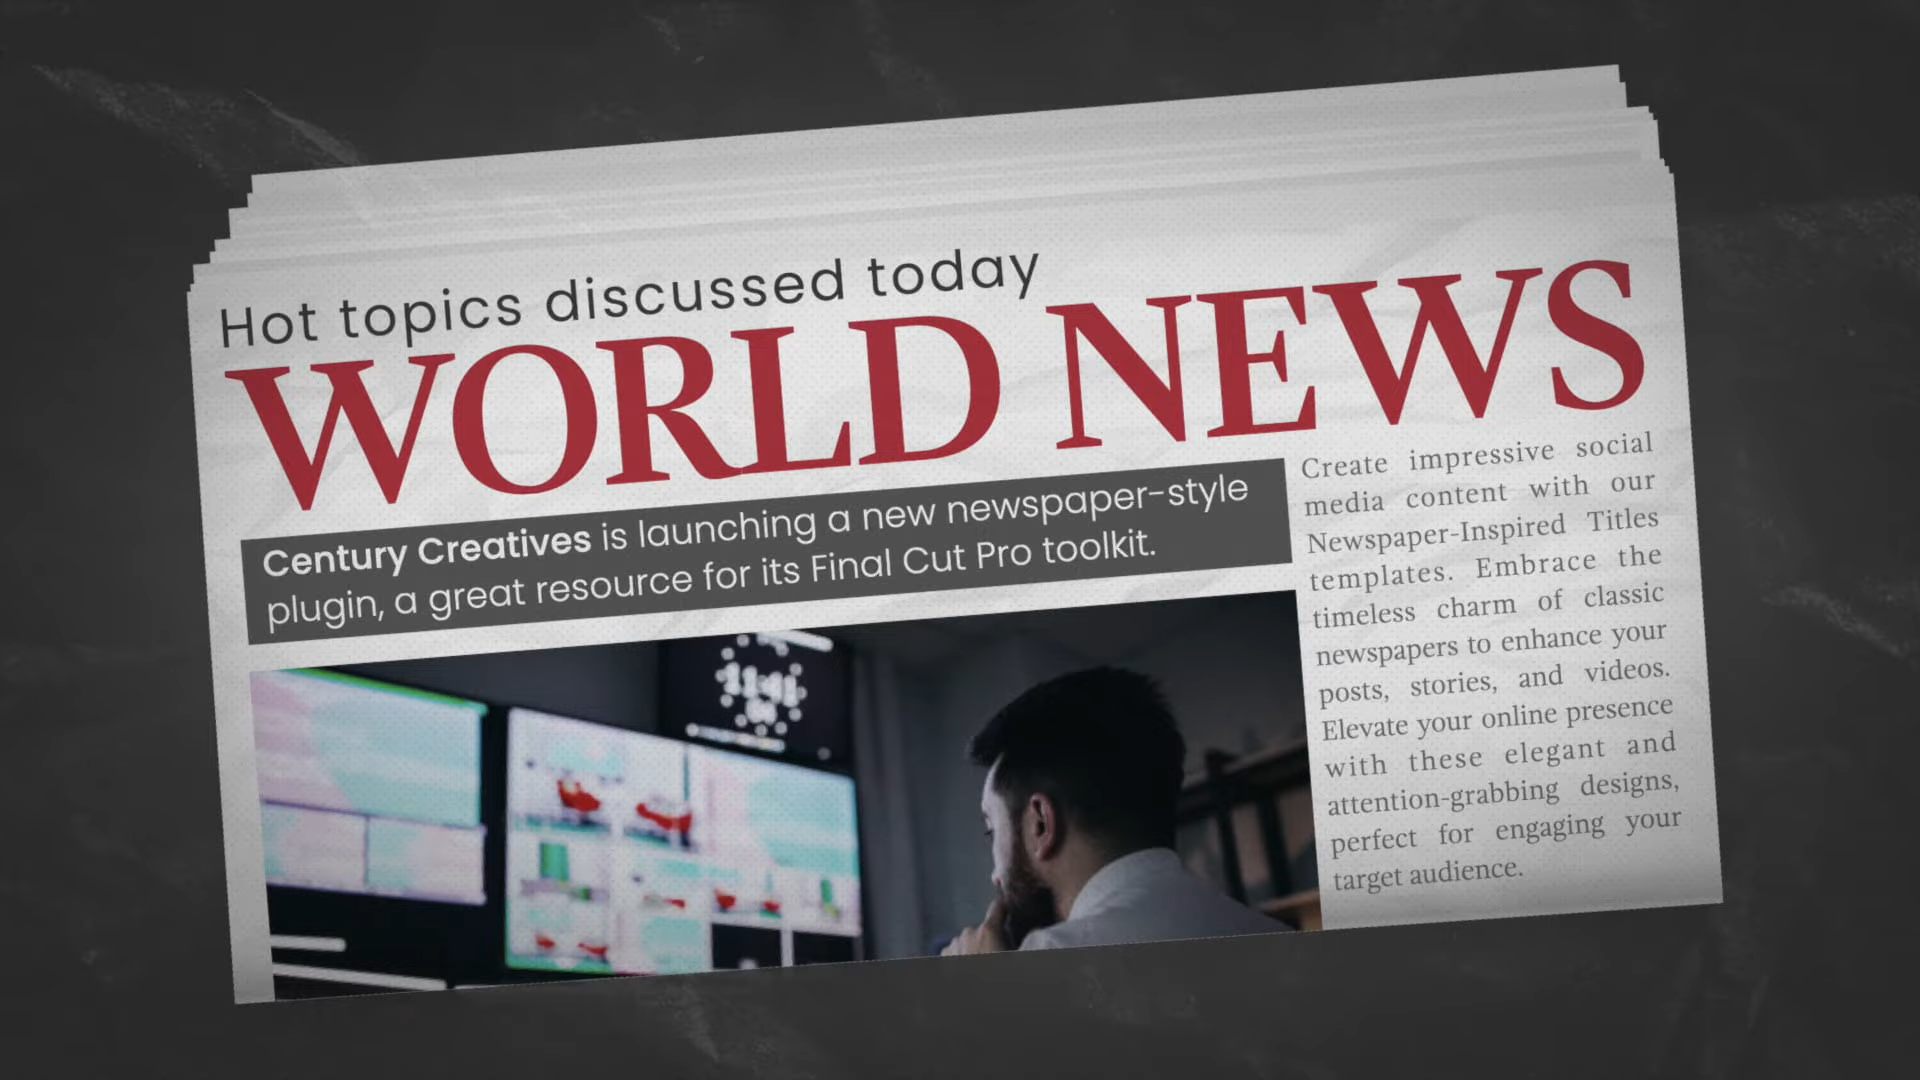 Hot topics discussed today
WORLD NEWS
Century Creatives is launching a new newspaper-style
plugin, a great resource for its Final Cut Pro toolkit.
Create impressive social
media content with our
Newspaper-Inspired Titles
templates. Embrace the
timeless charm of classic
newspapers to enhance your
posts, stories, and videos.
Elevate your online presence
with these elegant and
attention-grabbing designs,
perfect for engaging your
target audience.
11:41